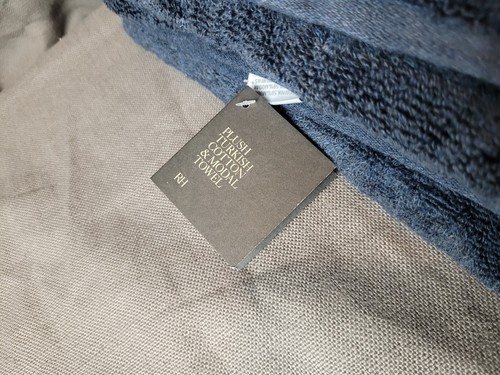 PLUSH
TURKISH
COTTON
& MODAL
TOWEL
RH